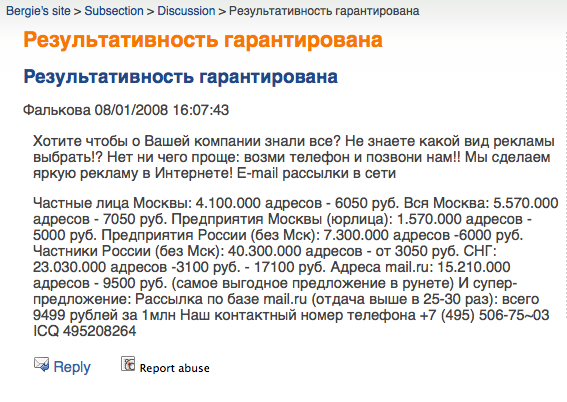 Bergie's site > Subsection > Discussion > Результативность гарантирована
Результативность гарантирована
Результативность гарантирована
Фалькова 08/01/2008 16:07:43
Хотите чтобы о Вашей компании знали все? Не знаете какой вид рекламы
выбрать!? Нет ни чего проще: возми телефон и позвони нам!! Мы сделаем
яркую рекламу в Интернете! E-mail рассылки в сети
Частные лица Москвы: 4.100.000 адресов - 6050 руб. Вся Москва: 5.570.000
адресов - 7050 руб. Предприятия Москвы (юрлица): 1.570.000 адресов -
5000 руб. Предприятия России (без Мск): 7.300.000 адресов -6000 руб.
Частники России (без Мск): 40.300.000 адресов - от 3050 руб. СНГ:
23.030.000 адресов -3100 руб. - 17100 руб. Адреса mail.ru: 15.210.000
адресов - 9500 руб. (самое выгодное предложение в рунете) И супер-
предложение: Рассылка по базе mail.ru (отдача выше в 25-30 раз): всего
9499 рублей за 1млн Наш контактный номер телефона +7 (495) 506-75~03
ICQ 495208264
Reply Report abuse